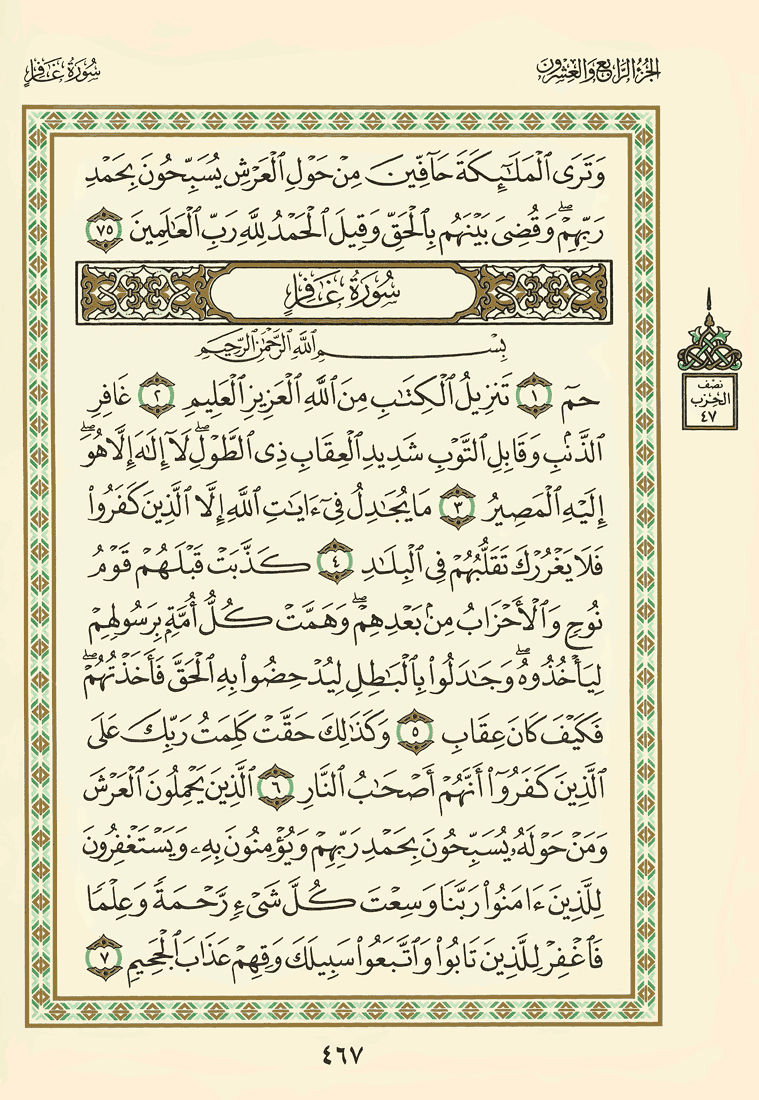 الجزء الرابع والعشرون
سورة غافر
وَتَرَى ٱلْمَلَٰٓئِكَةَ حَآفِّينَ مِنْ حَوْلِ ٱلْعَرْشِ يُسَبِّحُونَ بِحَمْدِ
رَبِّهِمْۖ وَقُضِىَ بَيْنَهُم بِٱلْحَقِّ وَقِيلَ ٱلْحَمْدُ لِلَّهِ رَبِّ ٱلْعَٰلَمِينَ ٧٥
سُورَةُ غَافِرٍ
بِسْمِ ٱللَّهِ ٱلرَّحْمَٰنِ ٱلرَّحِيمِ
حمٓ ١ تَنزِيلُ ٱلْكِتَٰبِ مِنَ ٱللَّهِ ٱلْعَزِيزِ ٱلْعَلِيمِ ٢ غَافِرِ
ٱلذَّنۢبِ وَقَابِلِ ٱلتَّوْبِ شَدِيدِ ٱلْعِقَابِ ذِى ٱلطَّوْلِۖ لَآ إِلَٰهَ إِلَّا هُوَۖ
إِلَيْهِ ٱلْمَصِيرُ ٣ مَا يُجَٰدِلُ فِىٓ ءَايَٰتِ ٱللَّهِ إِلَّا ٱلَّذِينَ كَفَرُوا۟
فَلَا يَغْرُرْكَ تَقَلُّبُهُمْ فِى ٱلْبِلَٰدِ ٤ كَذَّبَتْ قَبْلَهُمْ قَوْمُ
نُوحٍ وَٱلْأَحْزَابُ مِنۢ بَعْدِهِمْۖ وَهَمَّتْ كُلُّ أُمَّةٍۭ بِرَسُولِهِمْ
لِيَأْخُذُوهُۖ وَجَٰدَلُوا۟ بِٱلْبَٰطِلِ لِيُدْحِضُوا۟ بِهِ ٱلْحَقَّ فَأَخَذْتُهُمْۖ
فَكَيْفَ كَانَ عِقَابِ ٥ وَكَذَٰلِكَ حَقَّتْ كَلِمَتُ رَبِّكَ عَلَى
ٱلَّذِينَ كَفَرُوٓا۟ أَنَّهُمْ أَصْحَٰبُ ٱلنَّارِ ٦ ٱلَّذِينَ يَحْمِلُونَ ٱلْعَرْشَ
وَمَنْ حَوْلَهُۥ يُسَبِّحُونَ بِحَمْدِ رَبِّهِمْ وَيُؤْمِنُونَ بِهِۦ وَيَسْتَغْفِرُونَ
لِلَّذِينَ ءَامَنُوا۟ رَبَّنَا وَسِعْتَ كُلَّ شَىْءٍ رَّحْمَةً وَعِلْمًا
فَٱغْفِرْ لِلَّذِينَ تَابُوا۟ وَٱتَّبَعُوا۟ سَبِيلَكَ وَقِهِمْ عَذَابَ ٱلْجَحِيمِ ٧
نصف
الحزب
٤٧
٤٦٧